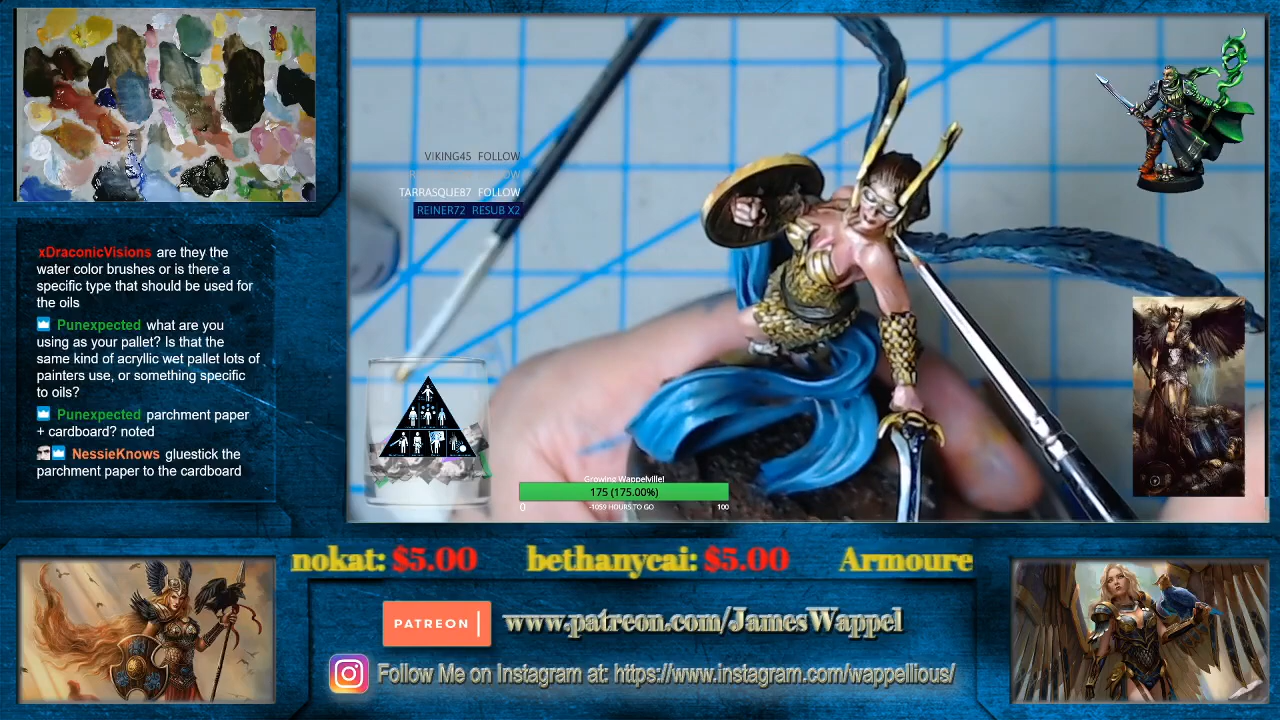 VIKING45 FOLLOW
TARRASQUE87 FOLLOW
REINER72 RESUB X2
xDraconicVisions are they the
water color brushes or is there a
specific type that should be used for
the oils
Punexpected what are you
using as your pallet? Is that the
same kind of acryllic wet pallet lots of
painters use, or something specific
to oils?
Punexpected parchment paper
+ cardboard? noted
NessieKnows gluestick the
parchment paper to the cardboard
Growing Wappelville!
175 (175.00%)
0 -1059 HOURS TO GO 100
nokat: $5.00 bethanycai: $5.00 Armoure
PATREON
www.patreon.com/JamesWappel
Follow Me on Instagram at: https://www.instagram.com/wappellious/